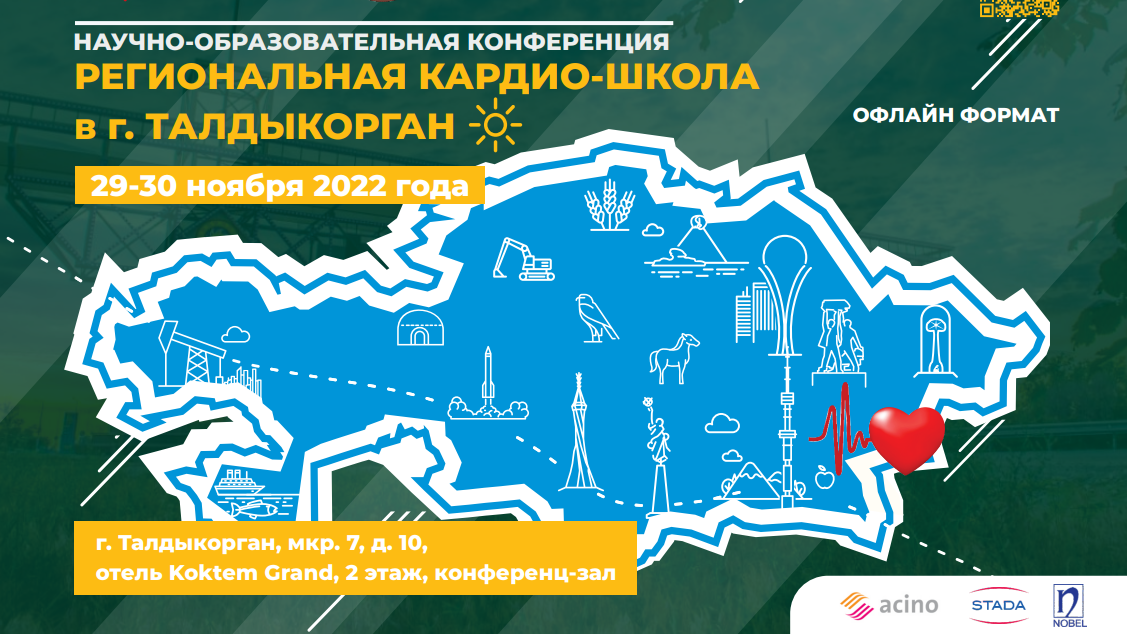 НАУЧНО-ОБРАЗОВАТЕЛЬНАЯ КОНФЕРЕНЦИЯ
РЕГИОНАЛЬНАЯ КАРДИО-ШКОЛА
в г. ТАЛДЫКОРГАН
ОФЛАЙН ФОРМАТ
29-30 ноября 2022 года
г. Талдыкорган, мкр. 7, д. 10,
отель Koktem Grand, 2 этаж, конференц-зал
acino
STADA
n
NOBEL